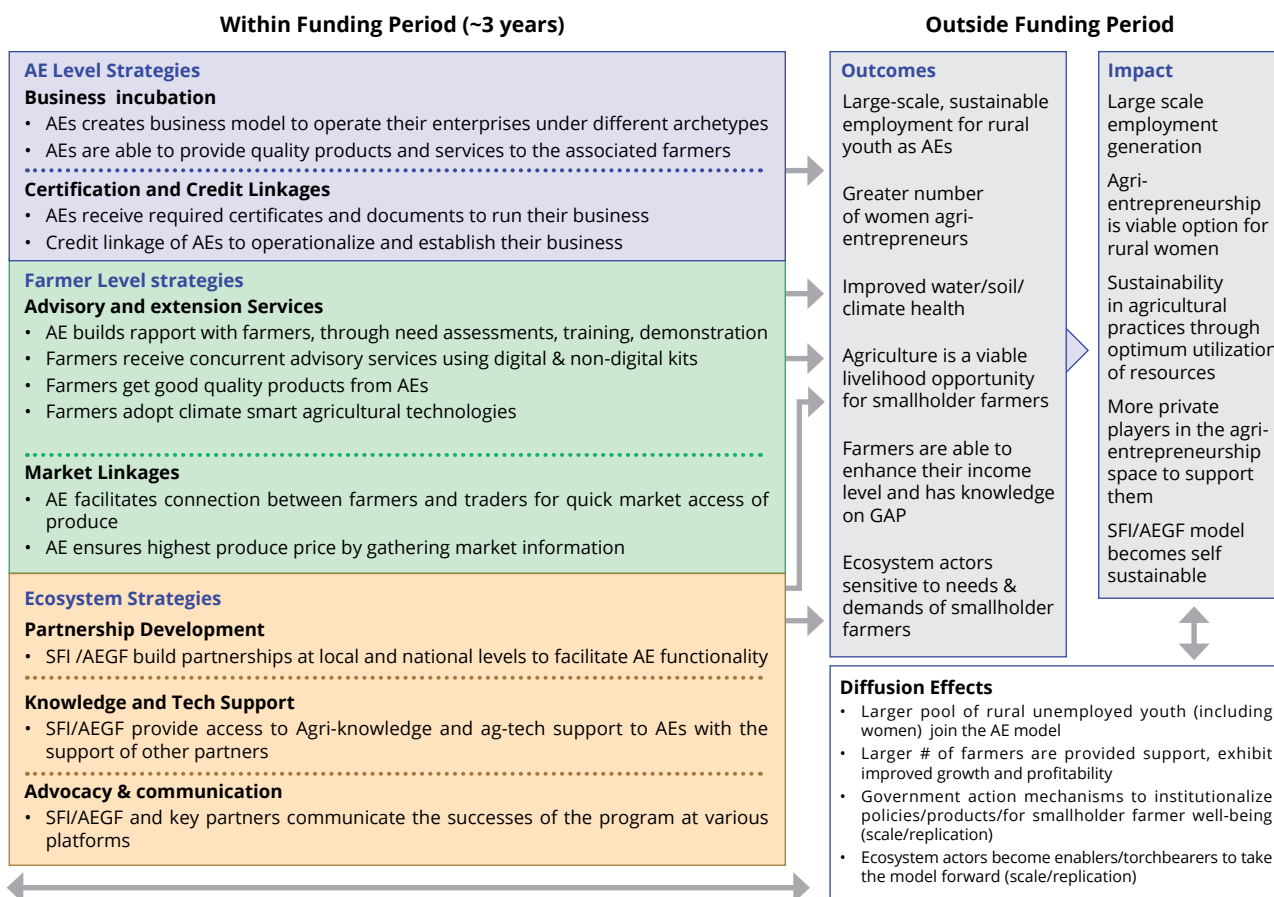 Within Funding Period (~3 years)
Outside Funding Period
AE Level Strategies
Business incubation
• AEs creates business model to operate their enterprises under different archetypes
• AEs are able to provide quality products and services to the associated farmers
Certification and Credit Linkages
• AEs receive required certificates and documents to run their business
• Credit linkage of AEs to operationalize and establish their business
Farmer Level strategies
Advisory and extension Services
• AE builds rapport with farmers, through need assessments, training, demonstration
• Farmers receive concurrent advisory services using digital & non-digital kits
• Farmers get good quality products from AEs
• Farmers adopt climate smart agricultural technologies
Market Linkages
• AE facilitates connection between farmers and traders for quick market access of
produce
• AE ensures highest produce price by gathering market information
Ecosystem Strategies
Partnership Development
• SFI /AEGF build partnerships at local and national levels to facilitate AE functionality
Knowledge and Tech Support
• SFI/AEGF provide access to Agri-knowledge and ag-tech support to AEs with the
support of other partners
Advocacy & communication
• SFI/AEGF and key partners communicate the successes of the program at various
platforms
Outcomes
Large-scale, sustainable
employment for rural
youth as AEs
Greater number
of women agri-
entrepreneurs
Improved water/soil/
climate health
Agriculture is a viable
livelihood opportunity
for smallholder farmers
Farmers are able to
enhance their income
level and has knowledge
on GAP
Ecosystem actors
sensitive to needs &
demands of smallholder
farmers
Impact
Large scale
employment
generation
Agri-
entrepreneurship
is viable option for
rural women
Sustainability
in agricultural
practices through
optimum utilization
of resources
More private
players in the agri-
entrepreneurship
space to support
them
SFI/AEGF model
becomes self
sustainable
Diffusion Effects
• Larger pool of rural unemployed youth (including
women) join the AE model
• Larger # of farmers are provided support, exhibit
improved growth and profitability
• Government action mechanisms to institutionalize
policies/products/for smallholder farmer well-being
(scale/replication)
• Ecosystem actors become enablers/torchbearers to take
the model forward (scale/replication)